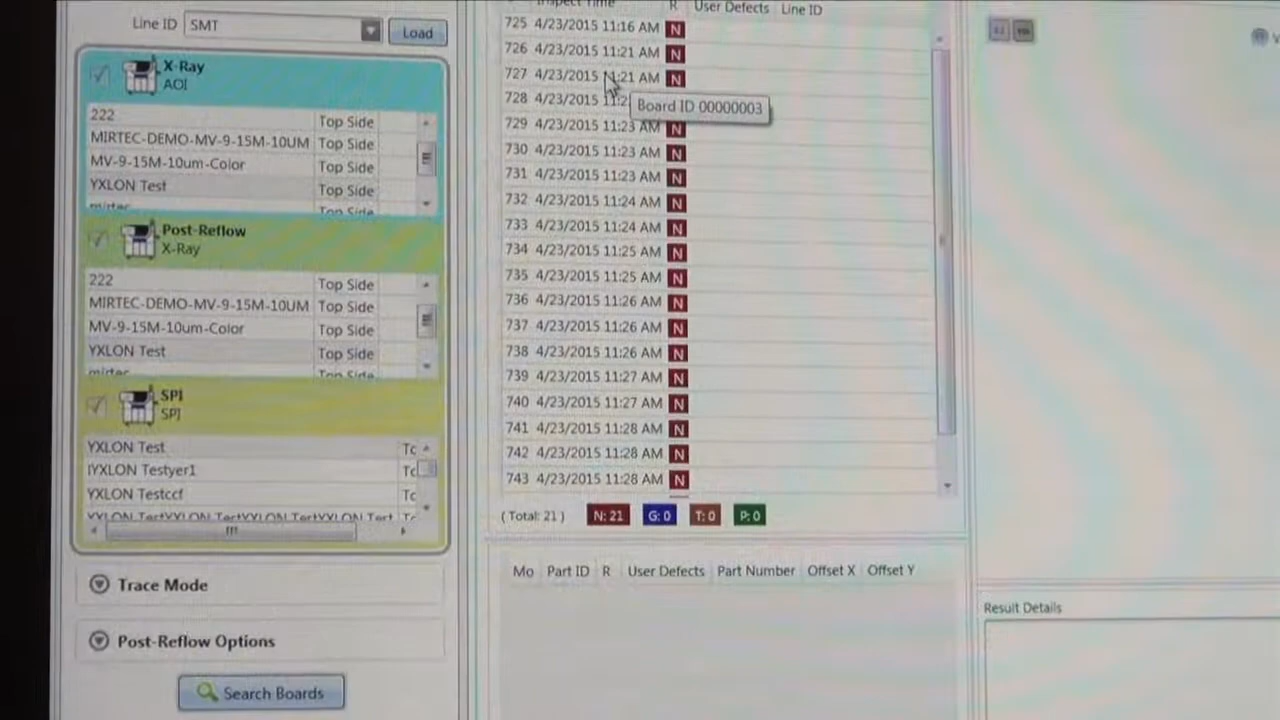 Line ID SMT Load
X-Ray
AOI
222 Top Side
MIRTEC-DEMO-MV-9-15M-10UM Top Side
MV-9-15M-10um-Color Top Side
YXLON Test Top Side
mirtec Top Side
Post-Reflow
X-Ray
222 Top Side
MIRTEC-DEMO-MV-9-15M-10UM Top Side
MV-9-15M-10um-Color Top Side
YXLON Test Top Side
mirtec Top Side
SPI
SPI
YXLON Test
IYXLON Testyer1
YXLON Testccf
Trace Mode
Post-Reflow Options
Search Boards
Inspect Time R User Defects Line ID
725 4/23/2015 11:16 AM N
726 4/23/2015 11:21 AM N
727 4/23/2015 11:21 AM N
728 4/23/2015
Board ID 00000003
729 4/23/2015 11:23 AM N
730 4/23/2015 11:23 AM N
731 4/23/2015 11:23 AM N
732 4/23/2015 11:24 AM N
733 4/23/2015 11:24 AM N
734 4/23/2015 11:25 AM N
735 4/23/2015 11:25 AM N
736 4/23/2015 11:26 AM N
737 4/23/2015 11:26 AM N
738 4/23/2015 11:26 AM N
739 4/23/2015 11:27 AM N
740 4/23/2015 11:27 AM N
741 4/23/2015 11:28 AM N
742 4/23/2015 11:28 AM N
743 4/23/2015 11:28 AM N
( Total: 21 ) N: 21 G: 0 T: 0 P: 0
Mo Part ID R User Defects Part Number Offset X Offset Y
Result Details